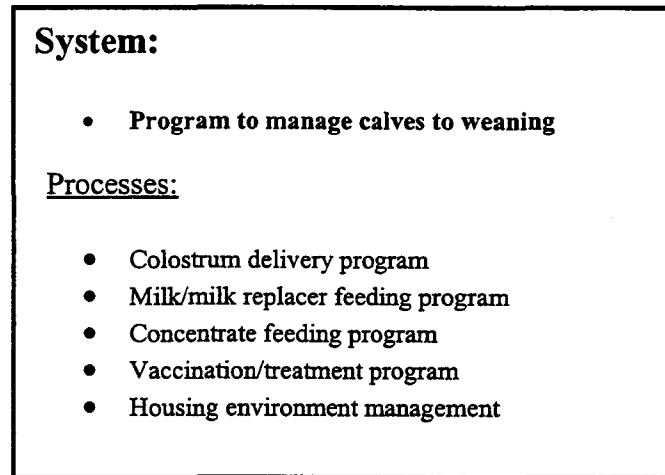 System:
• Program to manage calves to weaning
Processes:
• Colostrum delivery program
• Milk/milk replacer feeding program
• Concentrate feeding program
• Vaccination/treatment program
• Housing environment management